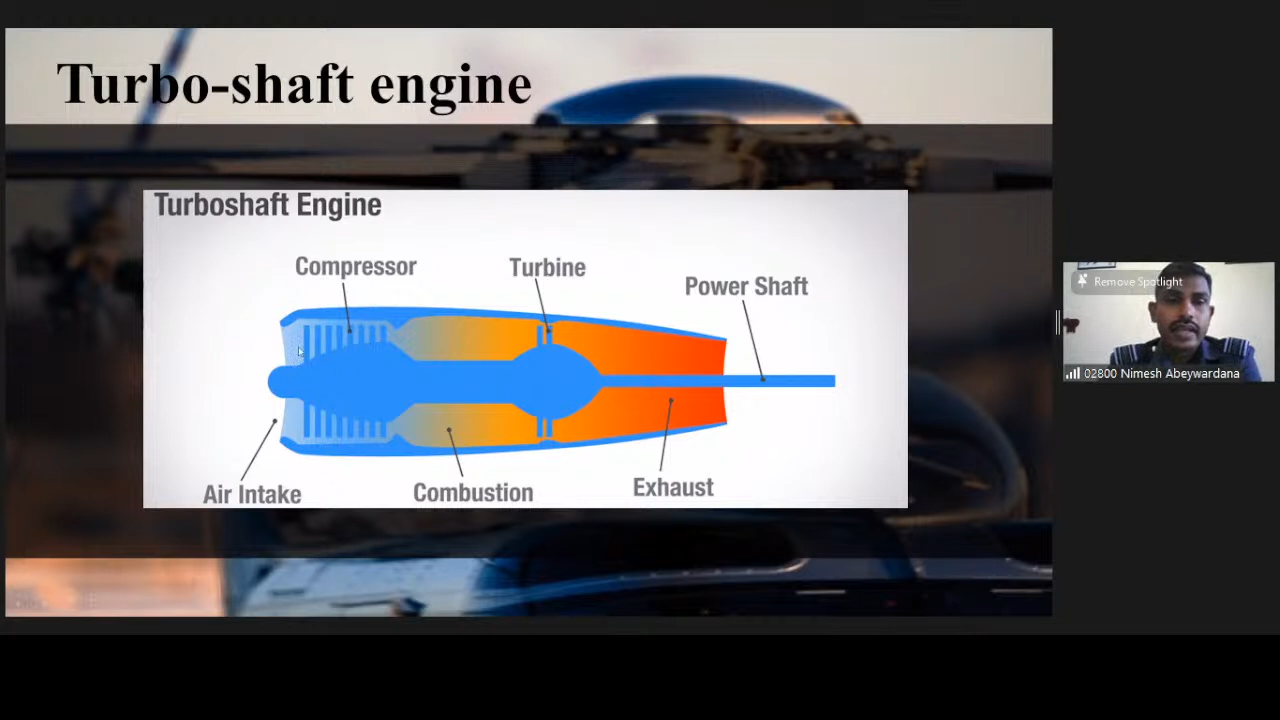 Turbo-shaft engine
Turboshaft Engine
Compressor
Turbine
Power Shaft
Air Intake
Combustion
Exhaust
Remove Spotlight
02800 Nimesh Abeywardana